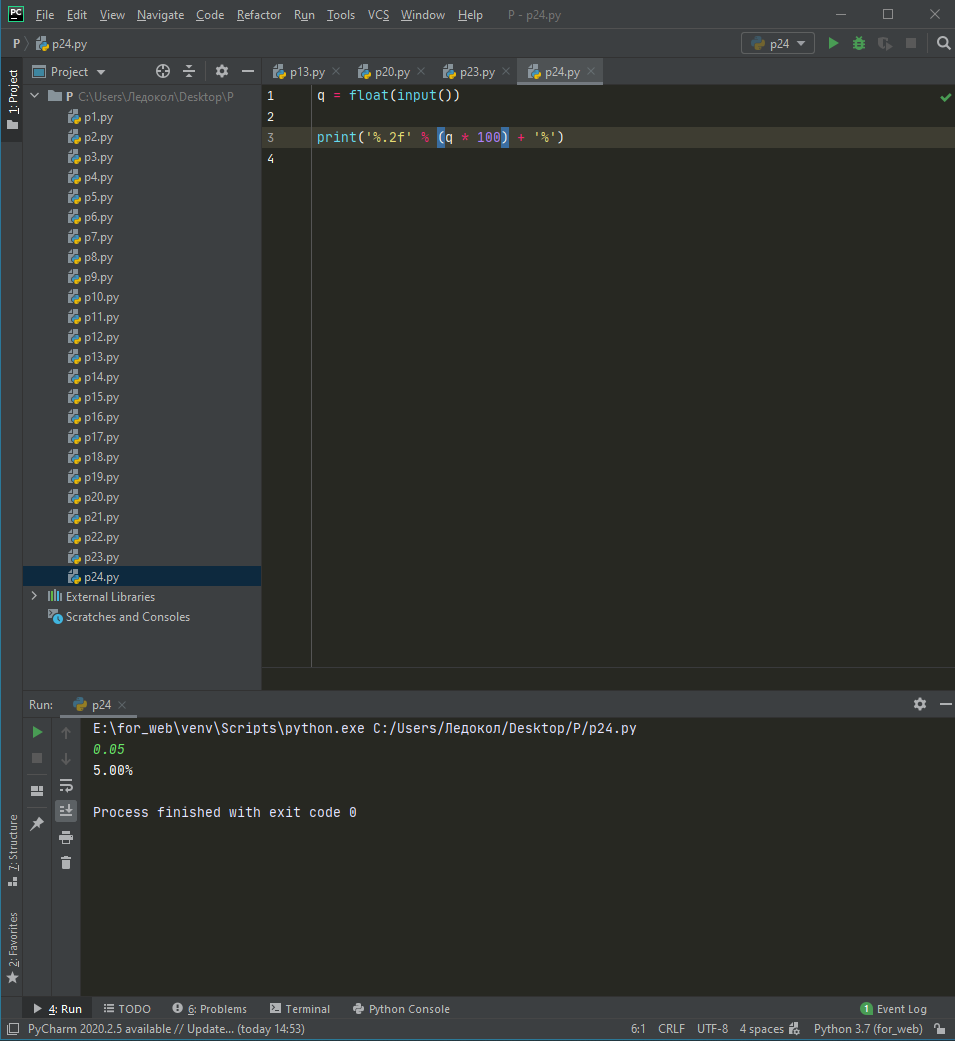 PC File Edit View Navigate Code Refactor Run Tools VCS Window Help P - p24.py
P p24.py p24
1: Project
Project
P C:\Users\Ледокол\Desktop\P
p1.py
p2.py
p3.py
p4.py
p5.py
p6.py
p7.py
p8.py
p9.py
p10.py
p11.py
p12.py
p13.py
p14.py
p15.py
p16.py
p17.py
p18.py
p19.py
p20.py
p21.py
p22.py
p23.py
p24.py
External Libraries
Scratches and Consoles
p13.py p20.py p23.py p24.py
1 q = float(input())
2
3 print('%.2f' % (q * 100) + '%')
4
Run: p24
E:\for_web\venv\Scripts\python.exe C:/Users/Ледокол/Desktop/P/p24.py
0.05
5.00%
Process finished with exit code 0
7: Structure
2: Favorites
4: Run TODO 6: Problems Terminal Python Console 1 Event Log
PyCharm 2020.2.5 available // Update... (today 14:53) 6:1 CRLF UTF-8 4 spaces Python 3.7 (for_web)